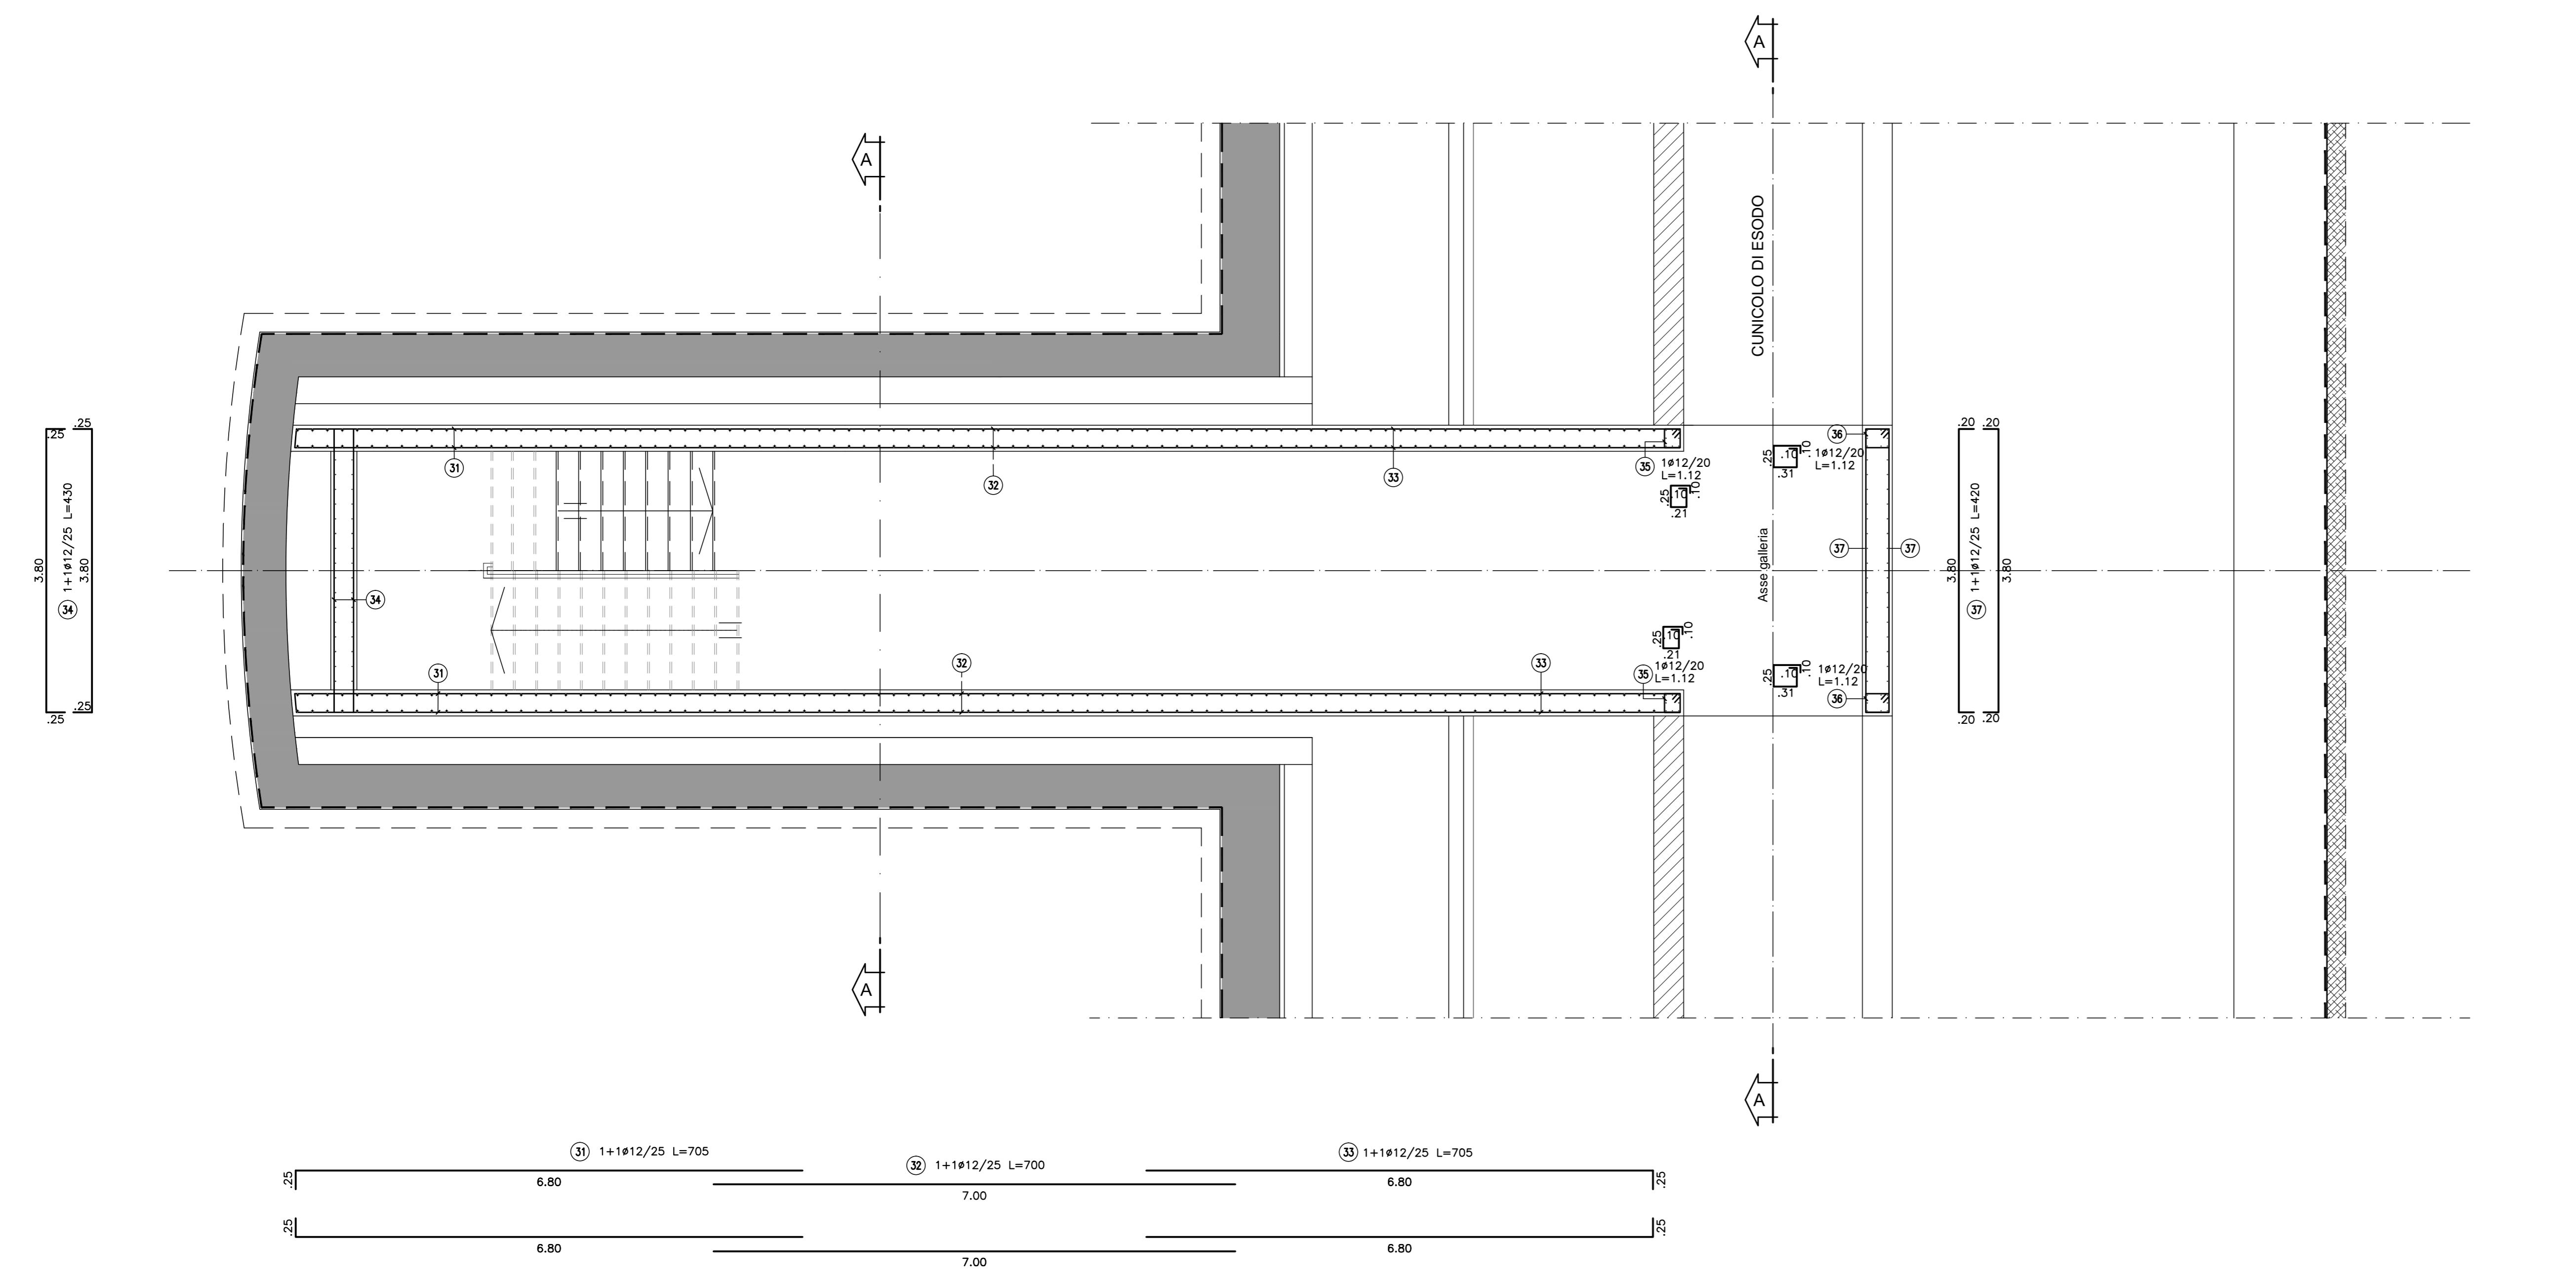 A
A
CUNICOLO DI ESODO
.25
.25
3.80
34 1+1ø12/25 L=430
3.80
.25
.25
31
32
33
35
1ø12/20
L=1.12
.25
.10
.10
.21
.25
.10
.10
.31
1ø12/20
L=1.12
36
.20
.20
3.80
37 1+1ø12/25 L=420
3.80
.20
.20
37
37
Asse galleria
34
31
32
33
.25
.10
.10
.21
35
1ø12/20
L=1.12
.25
.10
.10
.31
1ø12/20
L=1.12
36
A
A
31 1+1ø12/25 L=705
32 1+1ø12/25 L=700
33 1+1ø12/25 L=705
.25
6.80
7.00
6.80
.25
.25
6.80
7.00
6.80
.25